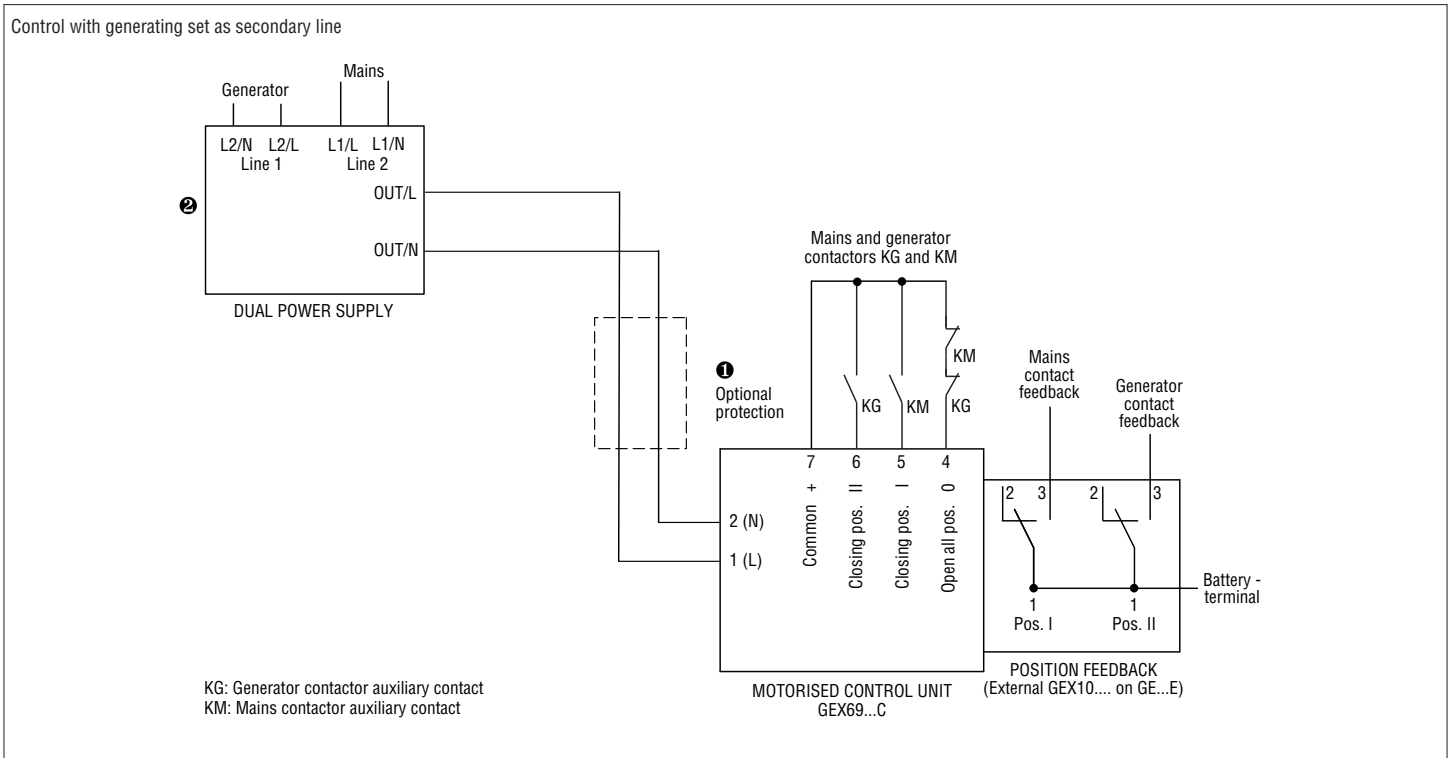 Control with generating set as secondary line
Generator
Mains
L2/N L2/L L1/L L1/N
Line 1 Line 2
OUT/L
OUT/N
❷
DUAL POWER SUPPLY
❶
Optional
protection
Mains and generator
contactors KG and KM
KM
KG KM KG
Mains
contact
feedback
Generator
contact
feedback
7 6 5 4
Common +
Closing pos. II
Closing pos. I
Open all pos. 0
2 (N)
1 (L)
2 3 2 3
1 1
Pos. I Pos. II
Battery -
terminal
MOTORISED CONTROL UNIT
GEX69...C
POSITION FEEDBACK
(External GEX10.... on GE...E)
KG: Generator contactor auxiliary contact
KM: Mains contactor auxiliary contact